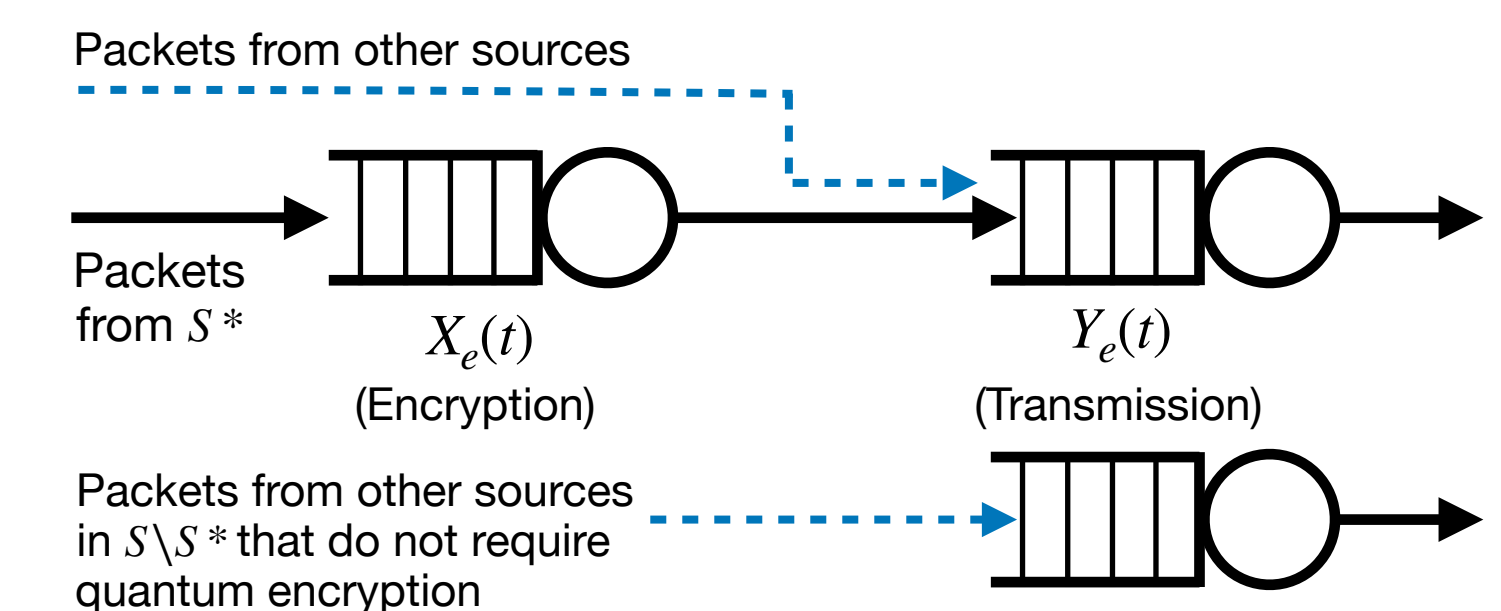 Packets from other sources
Packets
from S*
X_e(t)
(Encryption)
Y_e(t)
(Transmission)
Packets from other sources
in S\S* that do not require
quantum encryption